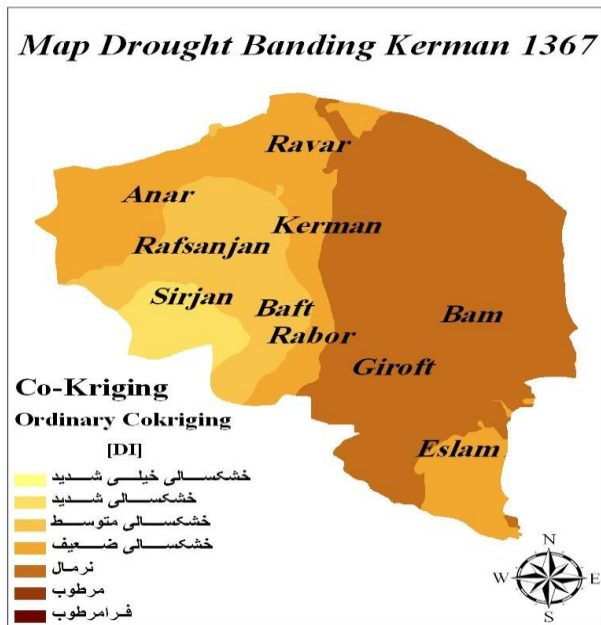 Map Drought Banding Kerman 1367
Ravar
Anar
Kerman
Rafsanjan
Sirjan
Baft
Bam
Rabor
Giroft
Eslam
Co-Kriging
Ordinary Cokriging
[DI]
خشکسالی خیلی شدید
خشکسالی شدید
خشکسالی متوسط
خشکسالی ضعیف
نرمال
مرطوب
فرامرطوب
N
W E
S